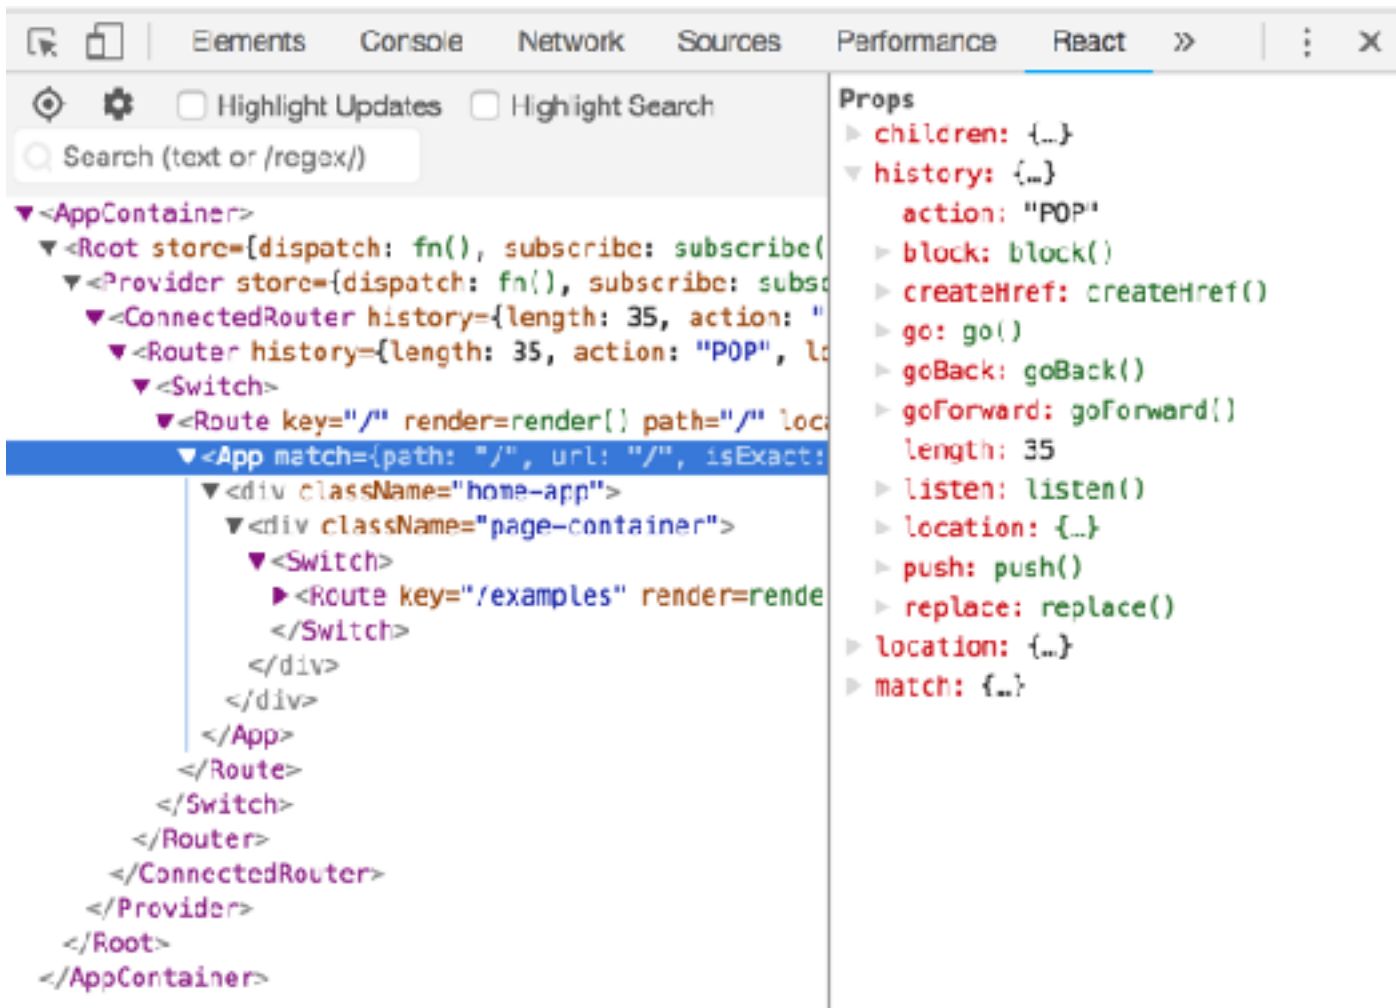 Elements Console Network Sources Performance React »
Highlight Updates Highlight Search
Search (text or /regex/)
<AppContainer>
<Root store={dispatch: fn(), subscribe: subscribe(
<Provider store={dispatch: fn(), subscribe: subsc
<ConnectedRouter history={length: 35, action: "
<Router history={length: 35, action: "POP", lo
<Switch>
<Route key="/" render=render() path="/" loca
<App match={path: "/", url: "/", isExact:
<div className="home-app">
<div className="page-container">
<Switch>
<Route key="/examples" render=rende
</Switch>
</div>
</div>
</App>
</Route>
</Switch>
</Router>
</ConnectedRouter>
</Provider>
</Root>
</AppContainer>
Props
children: {…}
history: {…}
action: "POP"
block: block()
createHref: createHref()
go: go()
goBack: goBack()
goForward: goForward()
length: 35
listen: listen()
location: {…}
push: push()
replace: replace()
location: {…}
match: {…}